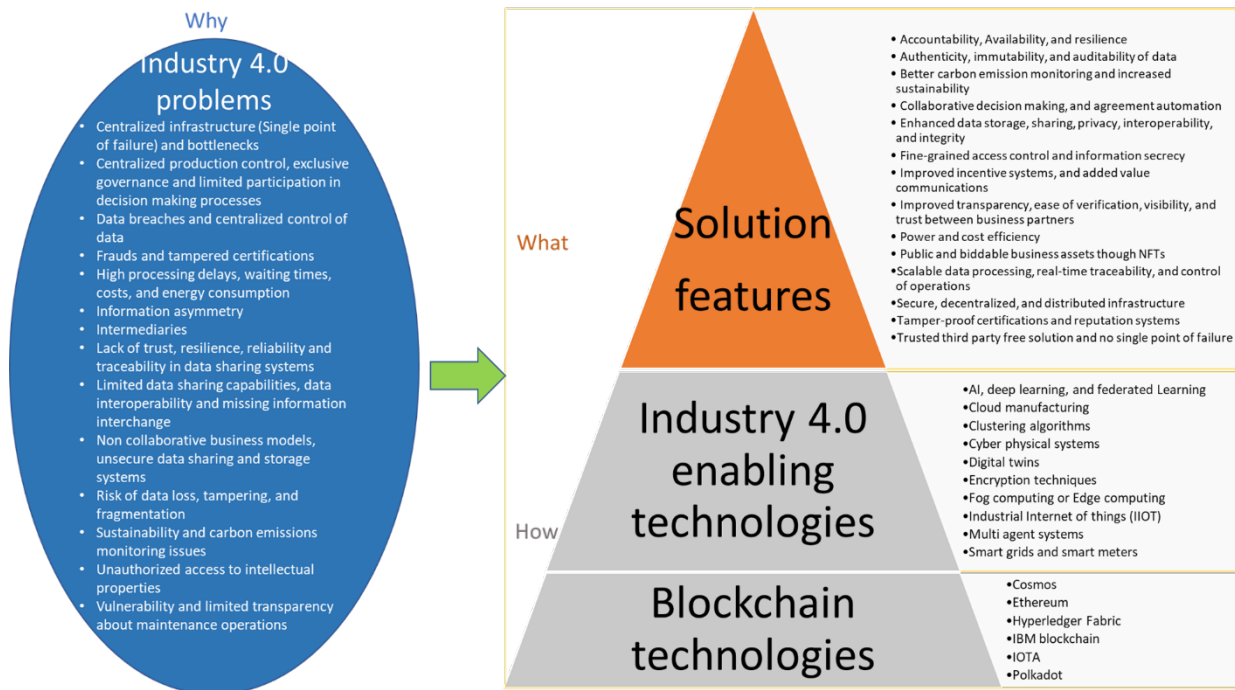 Why
Industry 4.0
problems
• Centralized infrastructure (Single point
of failure) and bottlenecks
• Centralized production control, exclusive
governance and limited participation in
decision making processes
• Data breaches and centralized control of
data
• Frauds and tampered certifications
• High processing delays, waiting times,
costs, and energy consumption
• Information asymmetry
• Intermediaries
• Lack of trust, resilience, reliability and
traceability in data sharing systems
• Limited data sharing capabilities, data
interoperability and missing information
interchange
• Non collaborative business models,
unsecure data sharing and storage
systems
• Risk of data loss, tampering, and
fragmentation
• Sustainability and carbon emissions
monitoring issues
• Unauthorized access to intellectual
properties
• Vulnerability and limited transparency
about maintenance operations
What
Solution
features
• Accountability, Availability, and resilience
• Authenticity, immutability, and auditability of data
• Better carbon emission monitoring and increased
sustainability
• Collaborative decision making, and agreement automation
• Enhanced data storage, sharing, privacy, interoperability,
and integrity
• Fine-grained access control and information secrecy
• Improved incentive systems, and added value
communications
• Improved transparency, ease of verification, visibility, and
trust between business partners
• Power and cost efficiency
• Public and biddable business assets though NFTs
•Scalable data processing, real-time traceability, and control
of operations
•Secure, decentralized, and distributed infrastructure
•Tamper-proof certifications and reputation systems
•Trusted third party free solution and no single point of failure
How
Industry 4.0
enabling
technologies
•AI, deep learning, and federated Learning
•Cloud manufacturing
•Clustering algorithms
•Cyber physical systems
•Digital twins
•Encryption techniques
•Fog computing or Edge computing
•Industrial Internet of things (IIOT)
•Multi agent systems
•Smart grids and smart meters
Blockchain
technologies
•Cosmos
•Ethereum
•Hyperledger Fabric
•IBM blockchain
•IOTA
•Polkadot